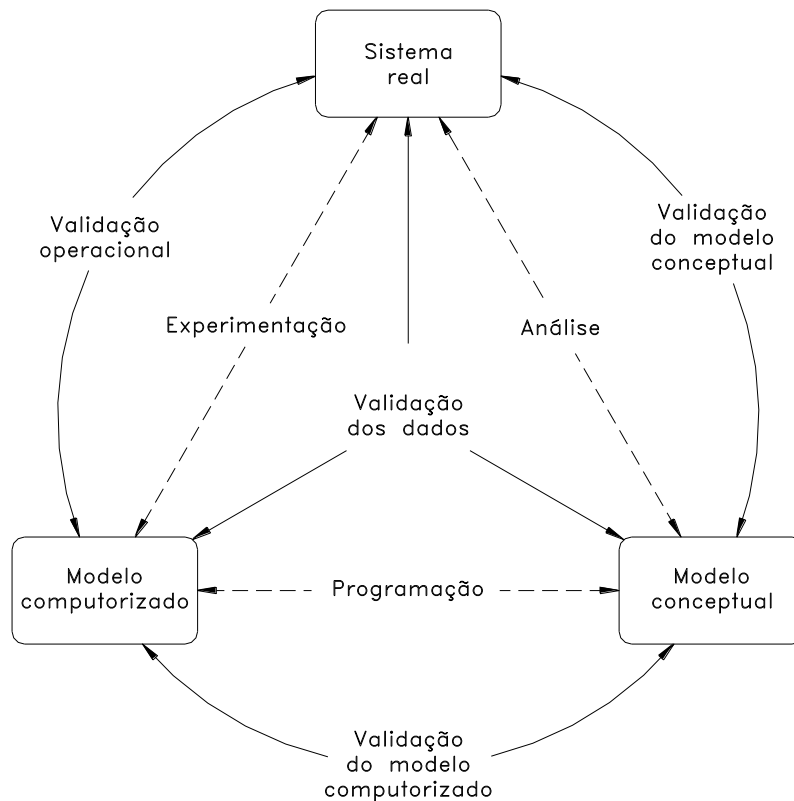 Sistema
real
Validação
operacional
Validação
do modelo
conceptual
Experimentação
Análise
Validação
dos dados
Modelo
computorizado
Programação
Modelo
conceptual
Validação
do modelo
computorizado